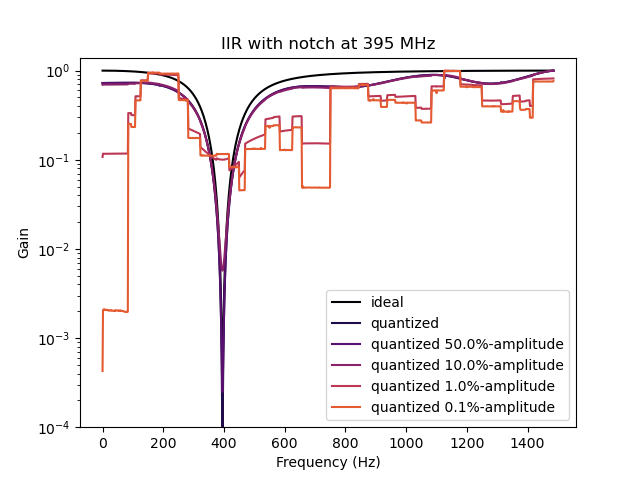 IIR with notch at 395 MHz
Gain
10^0
10^-1
10^-2
10^-3
10^-4
ideal
quantized
quantized 50.0%-amplitude
quantized 10.0%-amplitude
quantized 1.0%-amplitude
quantized 0.1%-amplitude
0 200 400 600 800 1000 1200 1400
Frequency (Hz)